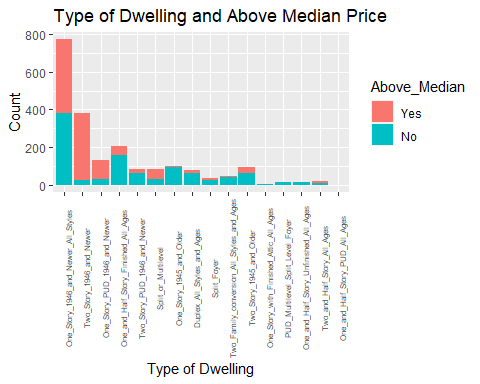 Type of Dwelling and Above Median Price
800
600
400
200
0
Count
Above_Median
Yes
No
One_Story_1946_and_Newer_All_Styles
Two_Story_1946_and_Newer
One_Story_PUD_1946_and_Newer
One_and_Half_Story_Finished_All_Ages
Two_Story_PUD_1946_and_Newer
Split_or_Multilevel
One_Story_1945_and_Older
Duplex_All_Styles_and_Ages
Split_Foyer
Two_Family_conversion_All_Styles_and_Ages
Two_Story_1945_and_Older
One_Story_with_Finished_Attic_All_Ages
PUD_Multilevel_Split_Level_Foyer
One_and_Half_Story_Unfinished_All_Ages
Two_and_Half_Story_All_Ages
One_and_Half_Story_PUD_All_Ages
Type of Dwelling